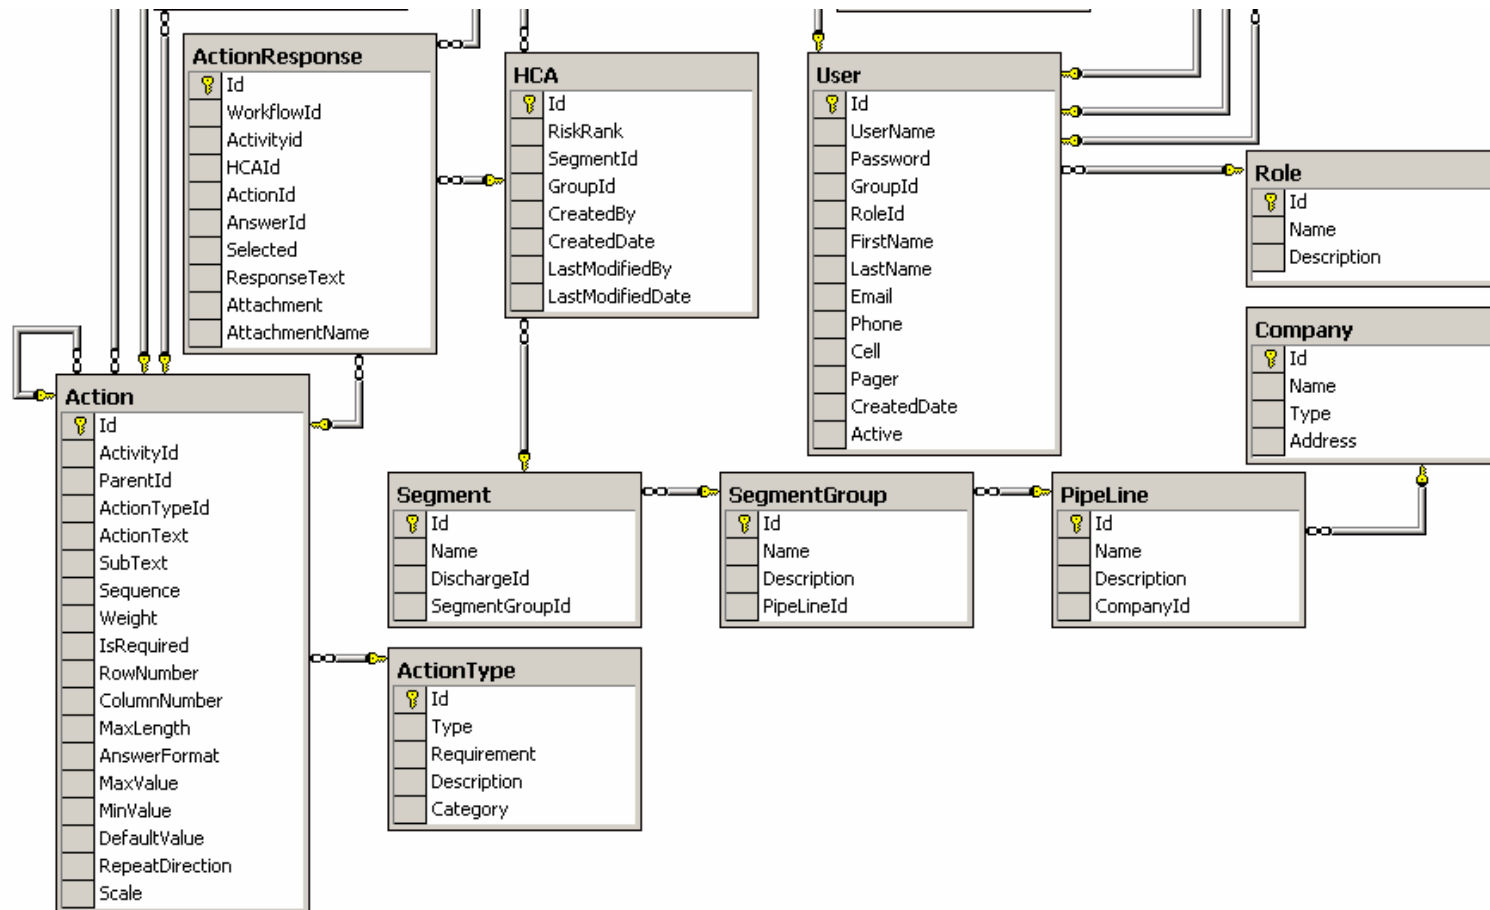 ActionResponse
Id
WorkflowId
Activityid
HCAId
ActionId
AnswerId
Selected
ResponseText
Attachment
AttachmentName
HCA
Id
RiskRank
SegmentId
GroupId
CreatedBy
CreatedDate
LastModifiedBy
LastModifiedDate
User
Id
UserName
Password
GroupId
RoleId
FirstName
LastName
Email
Phone
Cell
Pager
CreatedDate
Active
Role
Id
Name
Description
Company
Id
Name
Type
Address
Action
Id
ActivityId
ParentId
ActionTypeId
ActionText
SubText
Sequence
Weight
IsRequired
RowNumber
ColumnNumber
MaxLength
AnswerFormat
MaxValue
MinValue
DefaultValue
RepeatDirection
Scale
Segment
Id
Name
DischargeId
SegmentGroupId
SegmentGroup
Id
Name
Description
PipeLineId
PipeLine
Id
Name
Description
CompanyId
ActionType
Id
Type
Requirement
Description
Category